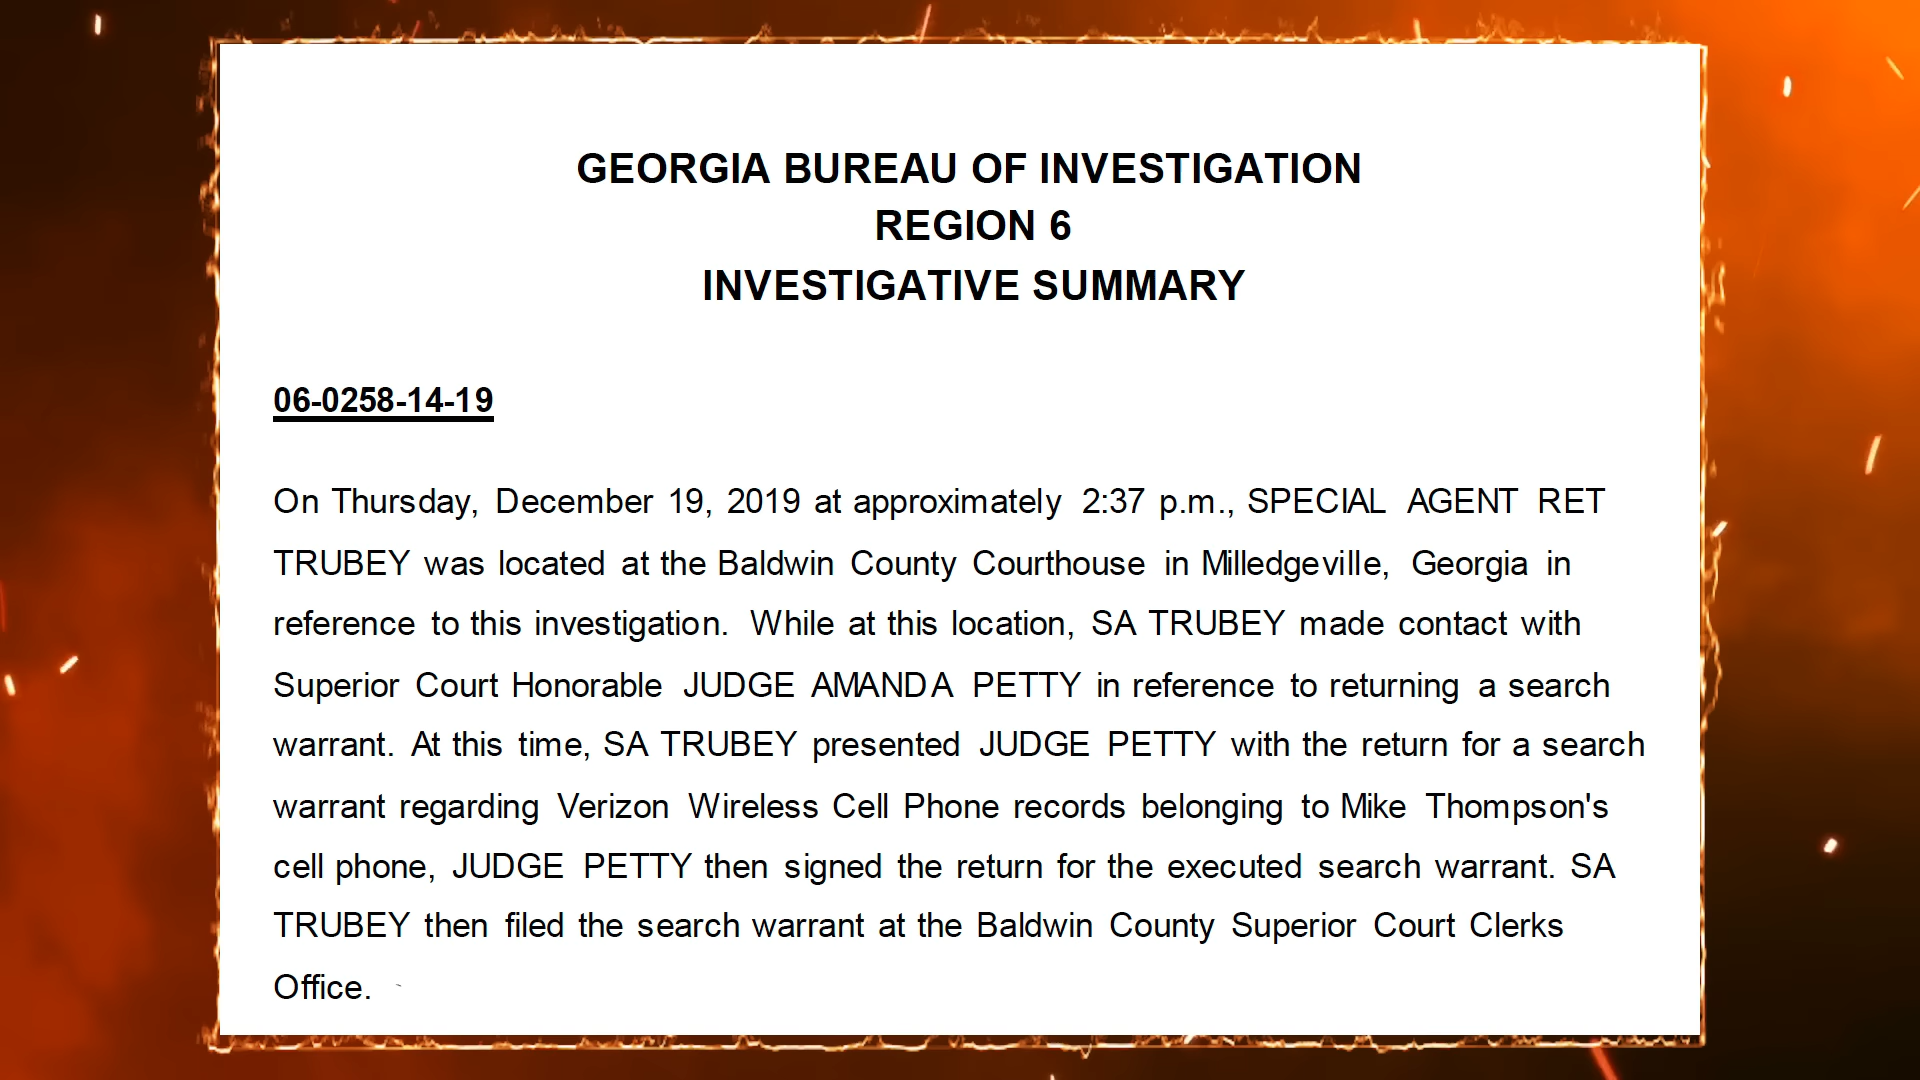 GEORGIA BUREAU OF INVESTIGATION
REGION 6
INVESTIGATIVE SUMMARY
06-0258-14-19
On Thursday, December 19, 2019 at approximately 2:37 p.m., SPECIAL AGENT RET
TRUBEY was located at the Baldwin County Courthouse in Milledgeville, Georgia in
reference to this investigation. While at this location, SA TRUBEY made contact with
Superior Court Honorable JUDGE AMANDA PETTY in reference to returning a search
warrant. At this time, SA TRUBEY presented JUDGE PETTY with the return for a search
warrant regarding Verizon Wireless Cell Phone records belonging to Mike Thompson's
cell phone, JUDGE PETTY then signed the return for the executed search warrant. SA
TRUBEY then filed the search warrant at the Baldwin County Superior Court Clerks
Office.